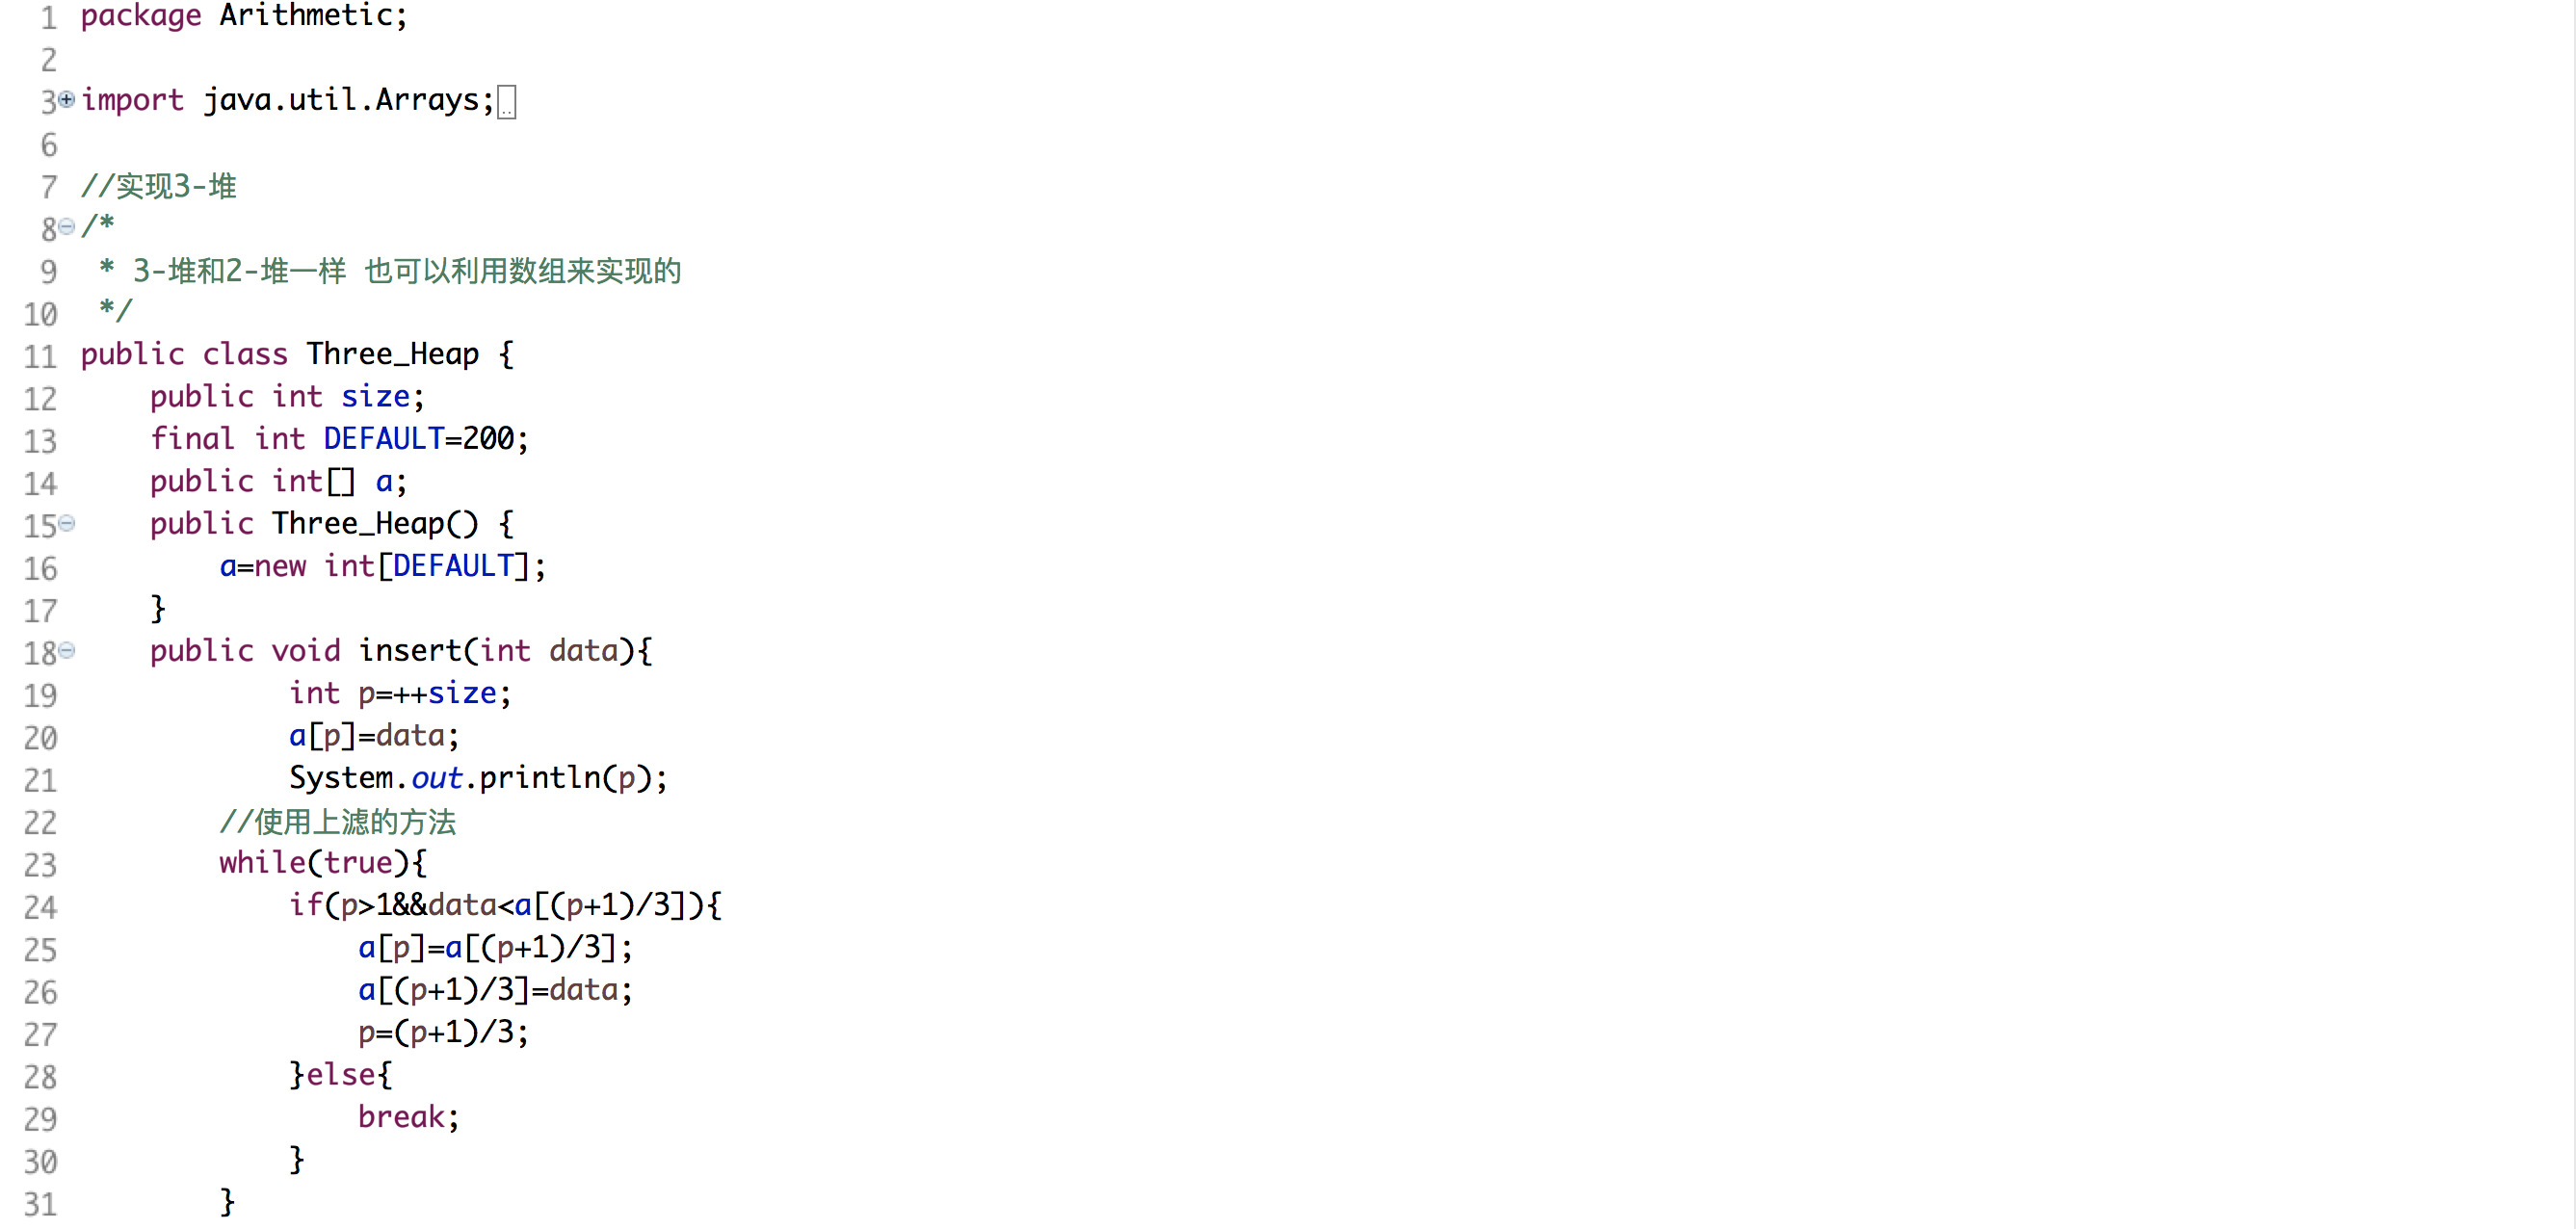 1 package Arithmetic;
2
3 import java.util.Arrays;
6
7 //实现3-堆
8 /*
9  * 3-堆和2-堆一样 也可以利用数组来实现的
10  */
11 public class Three_Heap {
12     public int size;
13     final int DEFAULT=200;
14     public int[] a;
15     public Three_Heap() {
16         a=new int[DEFAULT];
17     }
18     public void insert(int data){
19             int p=++size;
20             a[p]=data;
21             System.out.println(p);
22         //使用上滤的方法
23         while(true){
24             if(p>1&&data<a[(p+1)/3]){
25                 a[p]=a[(p+1)/3];
26                 a[(p+1)/3]=data;
27                 p=(p+1)/3;
28             }else{
29                 break;
30             }
31         }